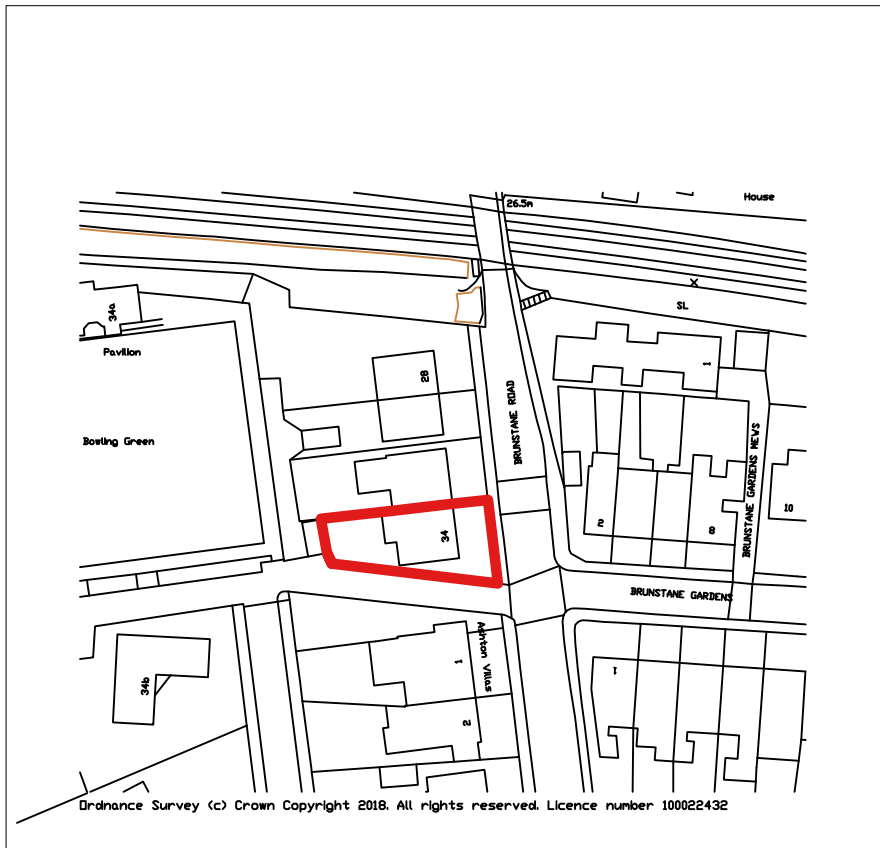 House
26.5m
SL
34a
Pavilion
28
1
BRUNSTANE ROAD
Bowling Green
BRUNSTANE GARDENS MEWS
10
2
8
34
BRUNSTANE GARDENS
Ashton Villas
1
1
34b
2
Ordnance Survey (c) Crown Copyright 2018. All rights reserved. Licence number 100022432